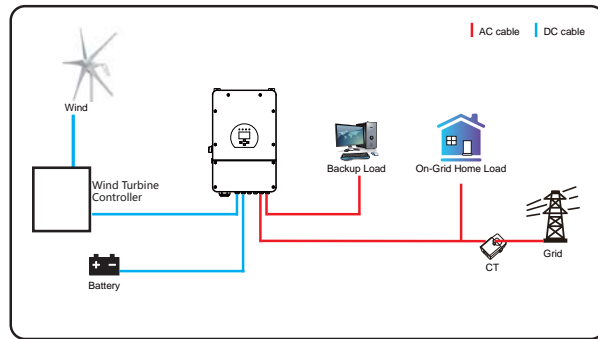 AC cable
DC cable
Wind
Wind Turbine
Controller
Backup Load
On-Grid Home Load
Battery
CT
Grid